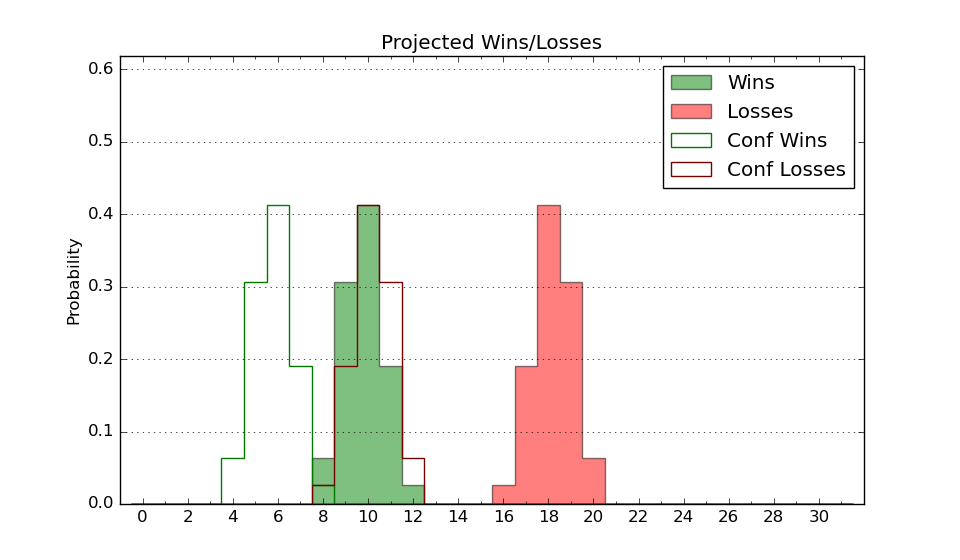 Projected Wins/Losses
0.6
0.5
0.4
0.3
0.2
0.1
0.0
Probability
Wins
Losses
Conf Wins
Conf Losses
0 2 4 6 8 10 12 14 16 18 20 22 24 26 28 30